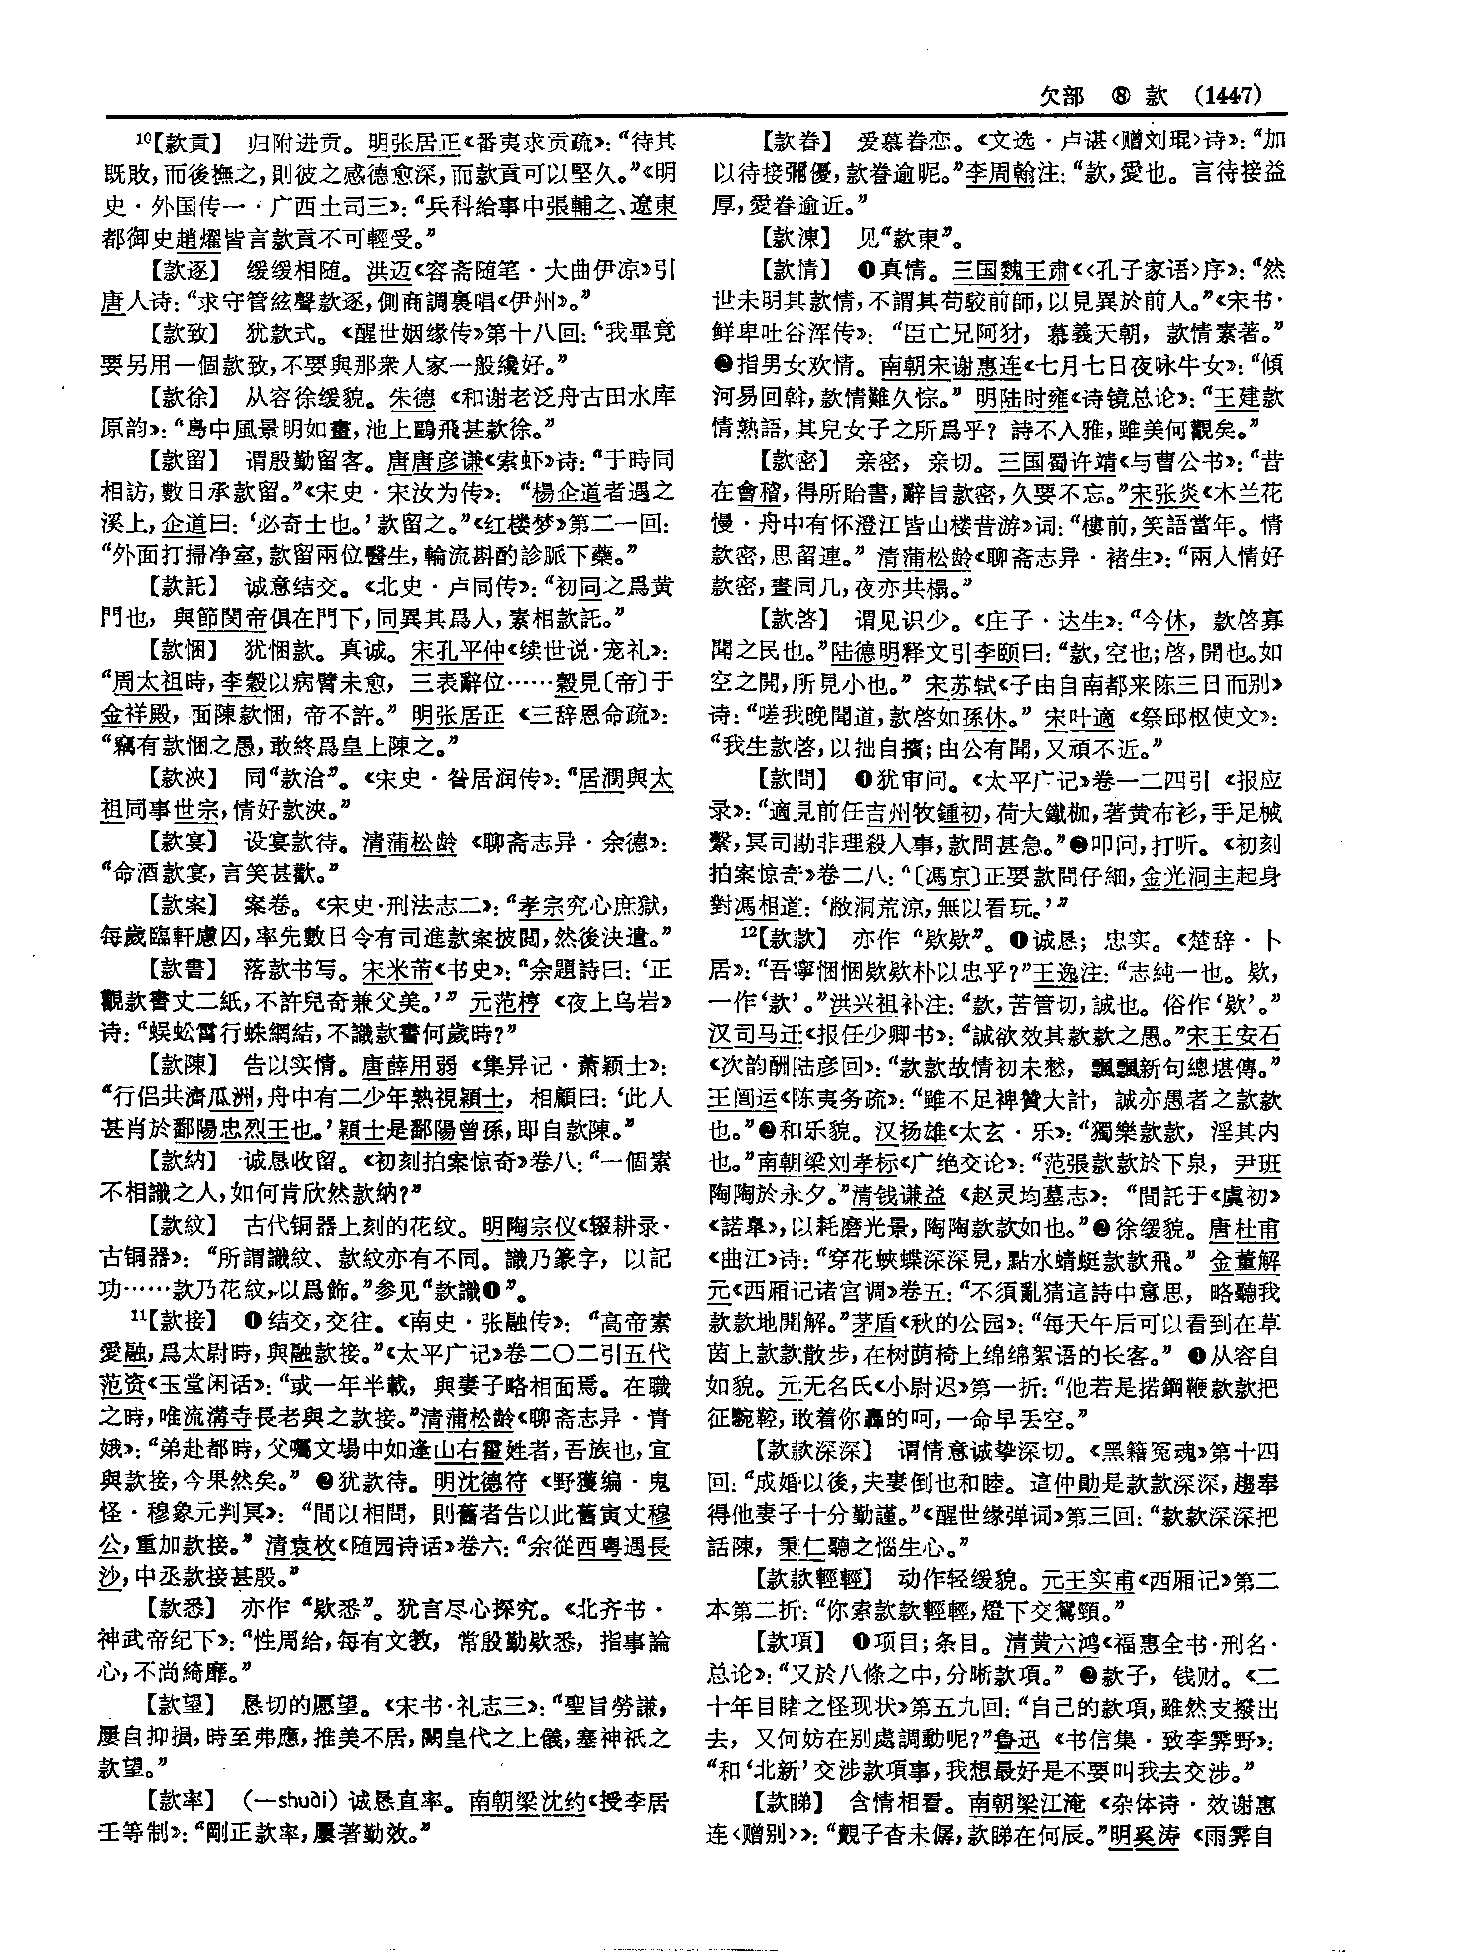 欠部 ⑧ 款 (1447)
¹⁰【款貢】 归附进贡。明张居正《番夷求贡疏》：“待其
既敗，而後撫之，則彼之感德愈深，而款貢可以堅久。”《明
史·外国传一·广西土司三》：“兵科給事中張輔之、遼東
都御史趙燿皆言款貢不可輕受。”
【款逐】 缓缓相随。洪迈《容斋随笔·大曲伊凉》引
唐人诗：“求守管絃聲款逐，側商調裏唱《伊州》。”
【款致】 犹款式。《醒世姻缘传》第十八回：“我畢竟
要另用一個款致，不要與那衆人家一般纔好。”
【款徐】 从容徐缓貌。朱德《和谢老泛舟古田水库
原韵》：“島中風景明如畫，池上鷗飛甚款徐。”
【款留】 谓殷勤留客。唐唐彦谦《索虾》诗：“于時同
相訪，數日承款留。”《宋史·宋汝为传》：“楊企道者遇之
溪上，企道曰：‘必奇士也。’款留之。”《红楼梦》第二一回：
“外面打掃净室，款留兩位醫生，輪流斟酌診脈下藥。”
【款託】 诚意结交。《北史·卢同传》：“初同之爲黄
門也，與節閔帝俱在門下，同異其爲人，素相款託。”
【款悃】 犹悃款。真诚。宋孔平仲《续世说·宠礼》：
“周太祖時，李穀以病臂未愈，三表辭位……穀見〔帝〕于
金祥殿，面陳款悃，帝不許。”明张居正《三辞恩命疏》：
“竊有款悃之愚，敢終爲皇上陳之。”
【款浹】 同“款洽”。《宋史·昝居润传》：“居潤與太
祖同事世宗，情好款浹。”
【款宴】 设宴款待。清蒲松龄《聊斋志异·余德》：
“命酒款宴，言笑甚歡。”
【款案】 案卷。《宋史·刑法志二》：“孝宗究心庶獄，
每歲臨軒慮囚，率先數日令有司進款案披閲，然後決遣。”
【款書】 落款书写。宋米芾《书史》：“余題詩曰：‘正
觀款書丈二紙，不許兒奇兼父美。’” 元范梈《夜上乌岩》
诗：“蜈蚣霄行蛛網結，不識款書何歲時？”
【款陳】 告以实情。唐薛用弱《集异记·萧颖士》：
“行侣共濟瓜洲，舟中有二少年熟視穎士，相顧曰：‘此人
甚肖於鄱陽忠烈王也。’穎士是鄱陽曾孫，即自款陳。”
【款納】 诚恳收留。《初刻拍案惊奇》卷八：“一個素
不相識之人，如何肯欣然款納？”
【款紋】 古代铜器上刻的花纹。明陶宗仪《辍耕录·
古铜器》：“所謂識紋、款紋亦有不同。識乃篆字，以記
功……款乃花紋，以爲飾。”参见“款識❶”。
¹¹【款接】 ❶结交，交往。《南史·张融传》：“高帝素
愛融，爲太尉時，與融款接。”《太平广记》卷二〇二引五代
范资《玉堂闲话》：“或一年半載，與妻子略相面焉。在職
之時，唯流溝寺長老與之款接。”清蒲松龄《聊斋志异·青
娥》：“弟赴都時，父囑文場中如逢山右霍姓者，吾族也，宜
與款接，今果然矣。” ❷犹款待。明沈德符《野獲编·鬼
怪·穆象元判冥》：“間以相問，則舊者告以此舊寅丈穆
公，重加款接。”清袁枚《随园诗话》卷六：“余從西粤過長
沙，中丞款接甚殷。”
【款悉】 亦作“欵悉”。犹言尽心探究。《北齐书·
神武帝纪下》：“性周給，每有文教，常殷勤欵悉，指事論
心，不尚綺靡。”
【款望】 恳切的愿望。《宋书·礼志三》：“聖旨勞謙，
屢自抑損，時至弗應，推美不居，闕皇代之上儀，塞神祇之
款望。”
【款率】 （—shuài）诚恳直率。南朝梁沈约《授李居
壬等制》：“剛正款率，屢著勤效。”
【款眷】 爱慕眷恋。《文选·卢谌〈赠刘琨〉诗》：“加
以待接彌優，款眷逾昵。”李周翰注：“款，愛也。言待接益
厚，愛眷逾近。”
【款涷】 见“款東”。
【款情】 ❶真情。三国魏王肃《〈孔子家语〉序》：“然
世未明其款情，不謂其苟駮前師，以見異於前人。”《宋书·
鲜卑吐谷浑传》：“臣亡兄阿犲，慕義天朝，款情素著。”
❷指男女欢情。南朝宋谢惠连《七月七日夜咏牛女》：“傾
河易回斡，款情難久悰。”明陆时雍《诗镜总论》：“王建款
情熟語，其兒女子之所爲乎？詩不入雅，雖美何觀矣。”
【款密】 亲密，亲切。三国蜀许靖《与曹公书》：“昔
在會稽，得所貽書，辭旨款密，久要不忘。”宋张炎《木兰花
慢·舟中有怀澄江皆山楼昔游》词：“樓前，笑語當年。情
款密，思留連。”清蒲松龄《聊斋志异·褚生》：“兩人情好
款密，晝同几，夜亦共榻。”
【款啓】 谓见识少。《庄子·达生》：“今休，款啓寡
聞之民也。”陆德明释文引李颐曰：“款，空也；啓，開也。如
空之開，所見小也。”宋苏轼《子由自南都来陈三日而别》
诗：“嗟我晚聞道，款啓如孫休。”宋叶適《祭邱枢使文》：
“我生款啓，以拙自擯；由公有聞，又頑不近。”
【款問】 ❶犹审问。《太平广记》卷一二四引《报应
录》：“適見前任吉州牧鍾初，荷大鐵枷，著黄布衫，手足械
繫，冥司勘非理殺人事，款問甚急。”❷叩问，打听。《初刻
拍案惊奇》卷二八：“〔馮京〕正要款問仔細，金光洞主起身
對馮相道：‘敝洞荒涼，無以看玩。’”
¹²【款款】 亦作“欵欵”。❶诚恳；忠实。《楚辞·卜
居》：“吾寧悃悃欵欵朴以忠乎？”王逸注：“志純一也。欵，
一作‘款’。”洪兴祖补注：“款，苦管切，誠也。俗作‘欵’。”
汉司马迁《报任少卿书》：“誠欲效其款款之愚。”宋王安石
《次韵酬陆彦回》：“款款故情初未愁，飄飄新句總堪傳。”
王闿运《陈夷务疏》：“雖不足裨贊大計，誠亦愚者之款款
也。”❷和乐貌。汉扬雄《太玄·乐》：“獨樂款款，淫其内
也。”南朝梁刘孝标《广绝交论》：“范張款款於下泉，尹班
陶陶於永夕。”清钱谦益《赵灵均墓志》：“間託于《虞初》
《諾皋》，以耗磨光景，陶陶款款如也。”❸徐缓貌。唐杜甫
《曲江》诗：“穿花蛺蝶深深見，點水蜻蜓款款飛。”金董解
元《西厢记诸宫调》卷五：“不須亂猜這詩中意思，略聽我
款款地開解。”茅盾《秋的公园》：“每天午后可以看到在草
茵上款款散步，在树荫椅上绵绵絮语的长客。”❹从容自
如貌。元无名氏《小尉迟》第一折：“他若是掿鋼鞭款款把
征䩭鞚，敢着你轟的呵，一命早丢空。”
【款款深深】 谓情意诚挚深切。《黑籍冤魂》第十四
回：“成婚以後，夫妻倒也和睦。這仲勛是款款深深，趨奉
得他妻子十分勤謹。”《醒世缘弹词》第三回：“款款深深把
話陳，秉仁聽之惱生心。”
【款款輕輕】 动作轻缓貌。元王实甫《西厢记》第二
本第二折：“你索款款輕輕，燈下交鴛頸。”
【款項】 ❶项目；条目。清黄六鸿《福惠全书·刑名·
总论》：“又於八條之中，分晰款項。” ❷款子，钱财。《二
十年目睹之怪现状》第五九回：“自己的款項，雖然支撥出
去，又何妨在别處調動呢？”鲁迅《书信集·致李霁野》：
“和‘北新’交涉款項事，我想最好是不要叫我去交涉。”
【款睇】 含情相看。南朝梁江淹《杂体诗·效谢惠
连〈赠别〉》：“覿子杳未僝，款睇在何辰。”明奚涛《雨霁自